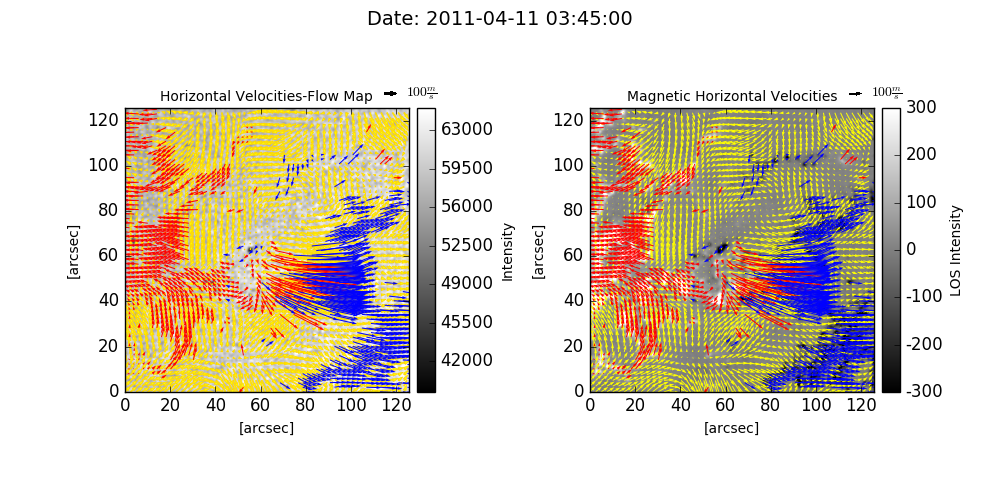 Date: 2011-04-11 03:45:00
Horizontal Velocities-Flow Map
100 m/s
Magnetic Horizontal Velocities
100 m/s
120
100
80
60
40
20
0
[arcsec]
0 20 40 60 80 100 120
[arcsec]
63000
59500
56000
52500
49000
45500
42000
Intensity
120
100
80
60
40
20
0
[arcsec]
0 20 40 60 80 100 120
[arcsec]
300
200
100
0
-100
-200
-300
LOS Intensity